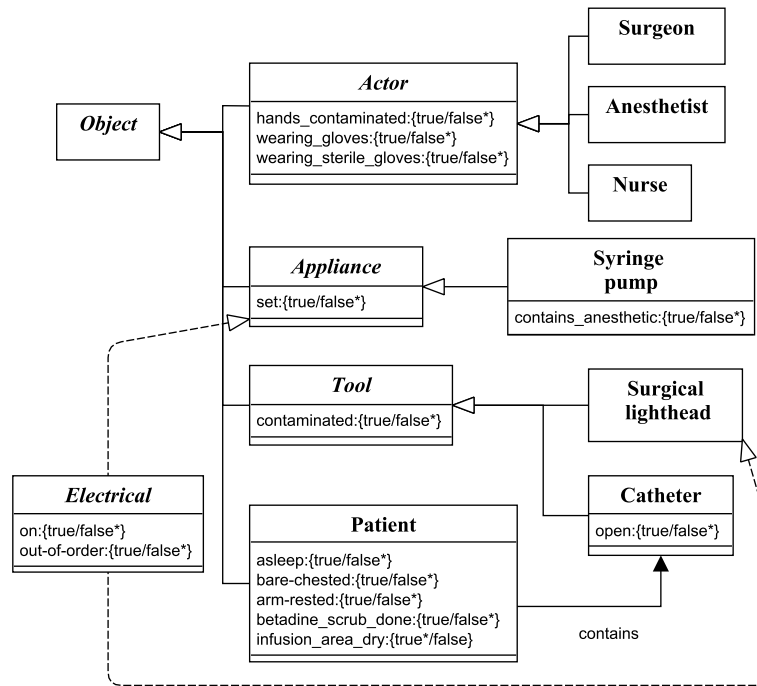 Surgeon
Actor
hands_contaminated:{true/false*}
wearing_gloves:{true/false*}
wearing_sterile_gloves:{true/false*}
Object
Anesthetist
Nurse
Appliance
set:{true/false*}
Syringe
pump
contains_anesthetic:{true/false*}
Tool
contaminated:{true/false*}
Surgical
lighthead
Electrical
on:{true/false*}
out-of-order:{true/false*}
Patient
asleep:{true/false*}
bare-chested:{true/false*}
arm-rested:{true/false*}
betadine_scrub_done:{true/false*}
infusion_area_dry:{true*/false}
Catheter
open:{true/false*}
contains